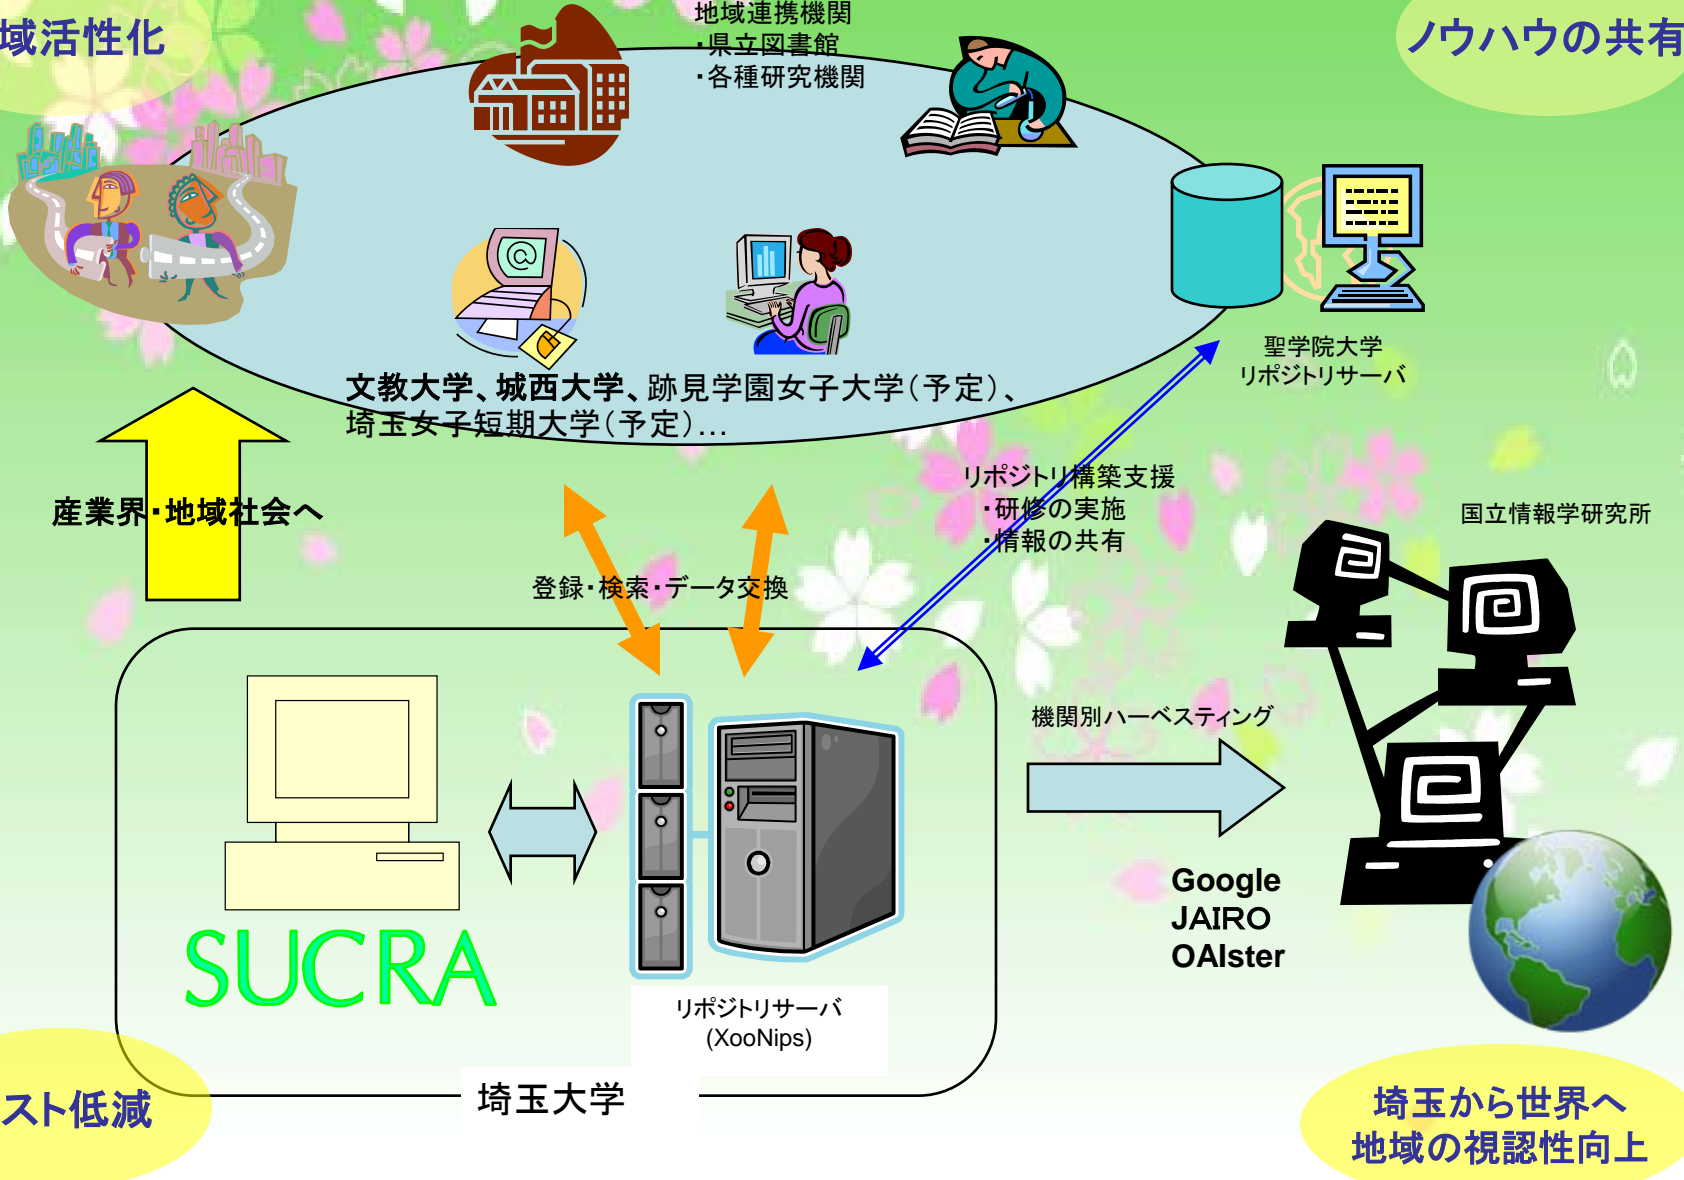 域活性化
地域連携機関
・県立図書館
・各種研究機関
ノウハウの共有
@
文教大学、城西大学、跡見学園女子大学（予定）、
埼玉女子短期大学（予定）…
聖学院大学
リポジトリサーバ
産業界・地域社会へ
リポジトリ構築支援
・研修の実施
・情報の共有
国立情報学研究所
登録・検索・データ交換
機関別ハーベスティング
Google
JAIRO
OAIster
SUCRA
リポジトリサーバ
(XooNips)
埼玉大学
スト低減
埼玉から世界へ
地域の視認性向上